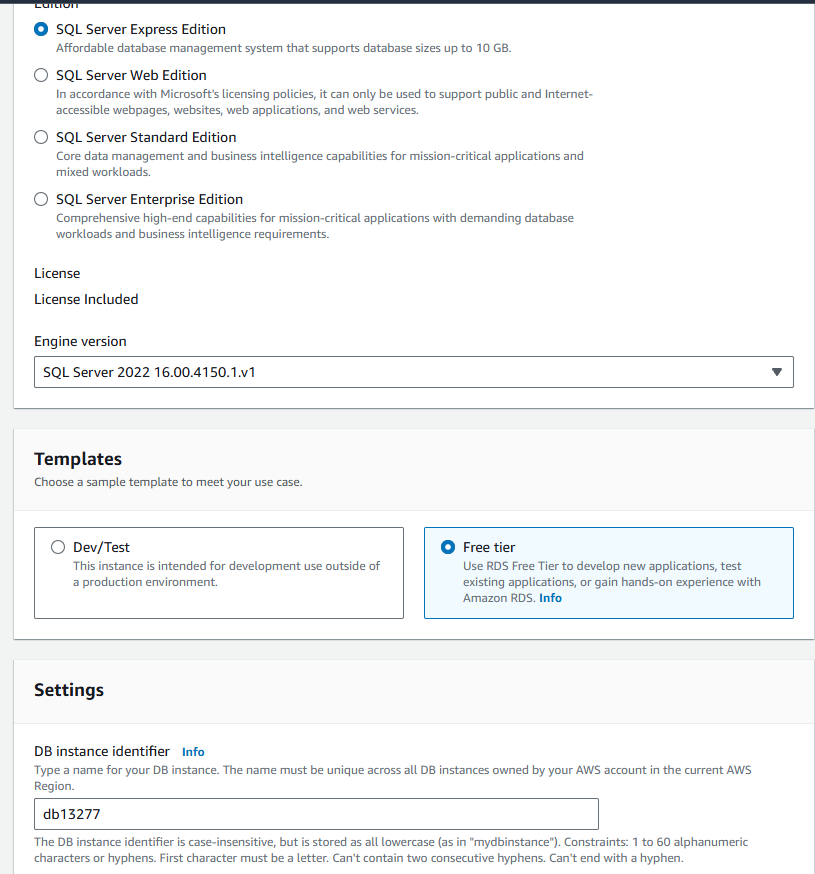 Edition
SQL Server Express Edition
Affordable database management system that supports database sizes up to 10 GB.
SQL Server Web Edition
In accordance with Microsoft's licensing policies, it can only be used to support public and Internet-
accessible webpages, websites, web applications, and web services.
SQL Server Standard Edition
Core data management and business intelligence capabilities for mission-critical applications and
mixed workloads.
SQL Server Enterprise Edition
Comprehensive high-end capabilities for mission-critical applications with demanding database
workloads and business intelligence requirements.
License
License Included
Engine version
SQL Server 2022 16.00.4150.1.v1
Templates
Choose a sample template to meet your use case.
Dev/Test
This instance is intended for development use outside of
a production environment.
Free tier
Use RDS Free Tier to develop new applications, test
existing applications, or gain hands-on experience with
Amazon RDS. Info
Settings
DB instance identifier Info
Type a name for your DB instance. The name must be unique across all DB instances owned by your AWS account in the current AWS
Region.
db13277
The DB instance identifier is case-insensitive, but is stored as all lowercase (as in "mydbinstance"). Constraints: 1 to 60 alphanumeric
characters or hyphens. First character must be a letter. Can't contain two consecutive hyphens. Can't end with a hyphen.